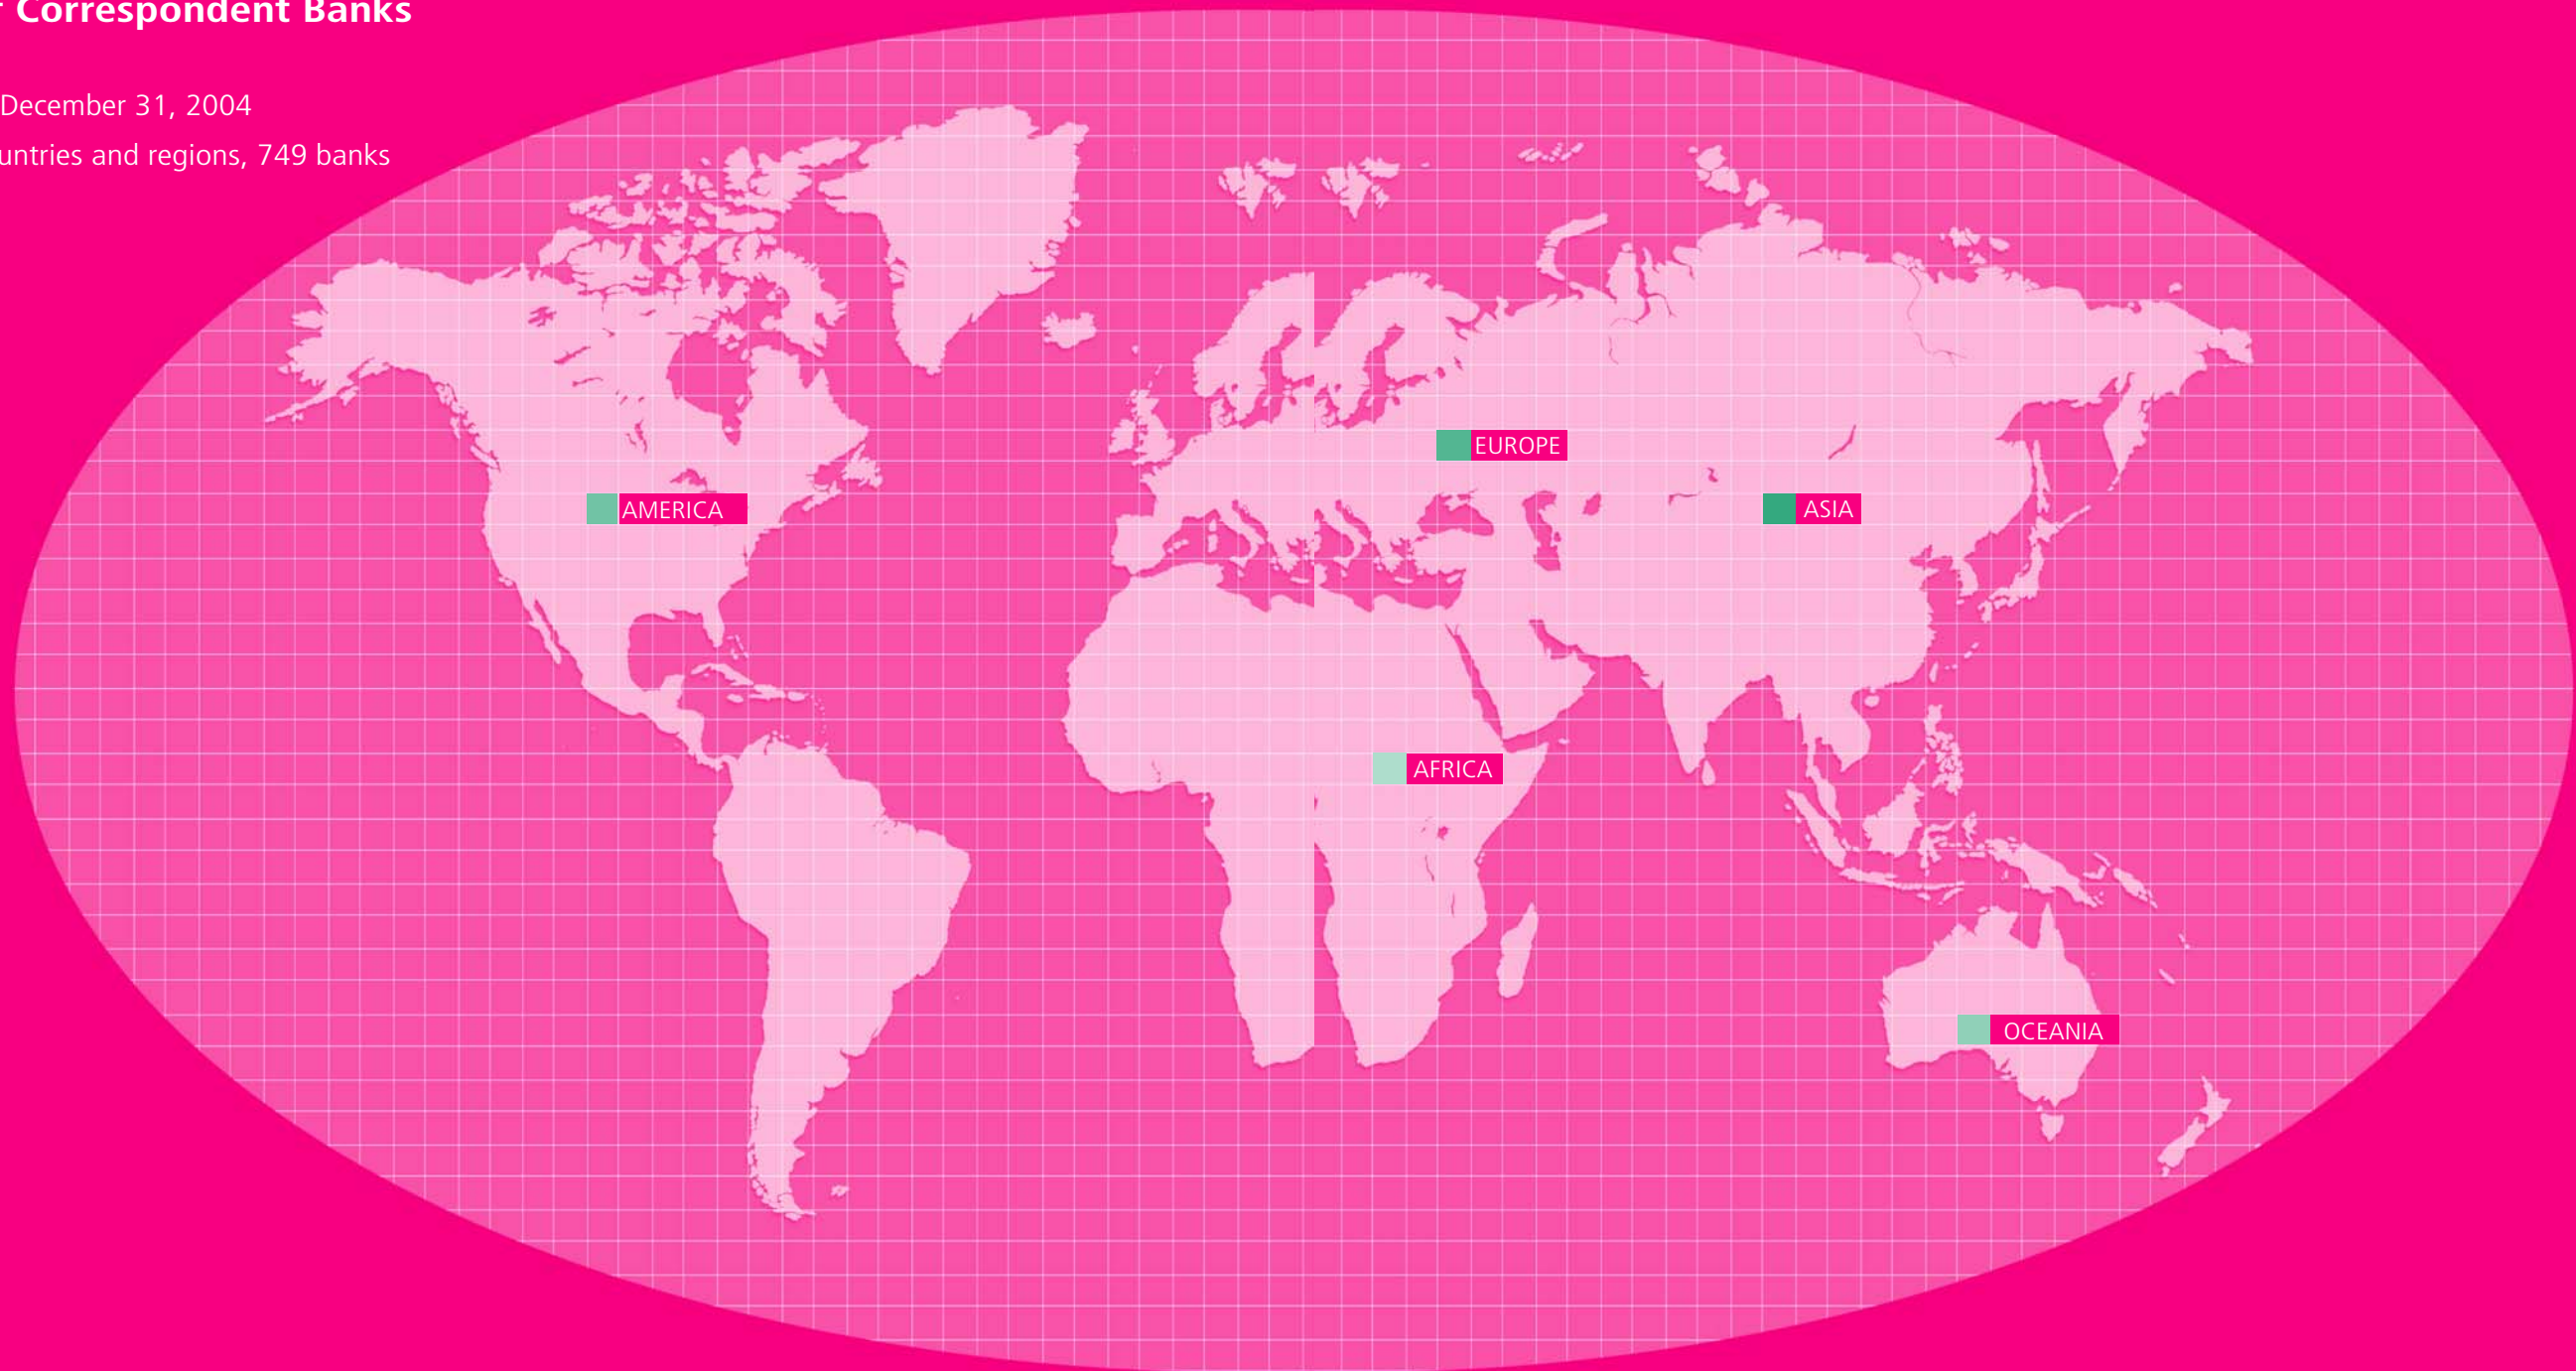 Correspondent Banks
December 31, 2004
untries and regions, 749 banks
EUROPE
AMERICA
ASIA
AFRICA
OCEANIA